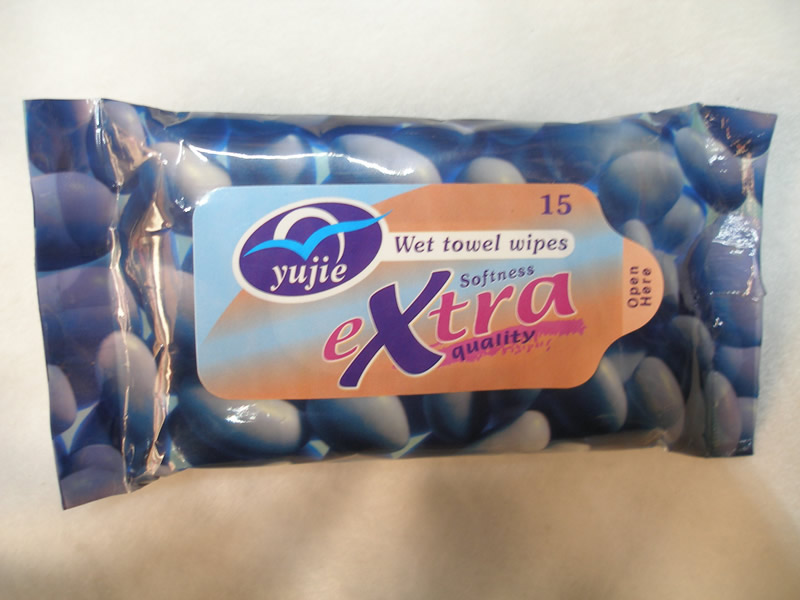 15
yujie
Wet towel wipes
Softness
eXtra
quality
Open
Here